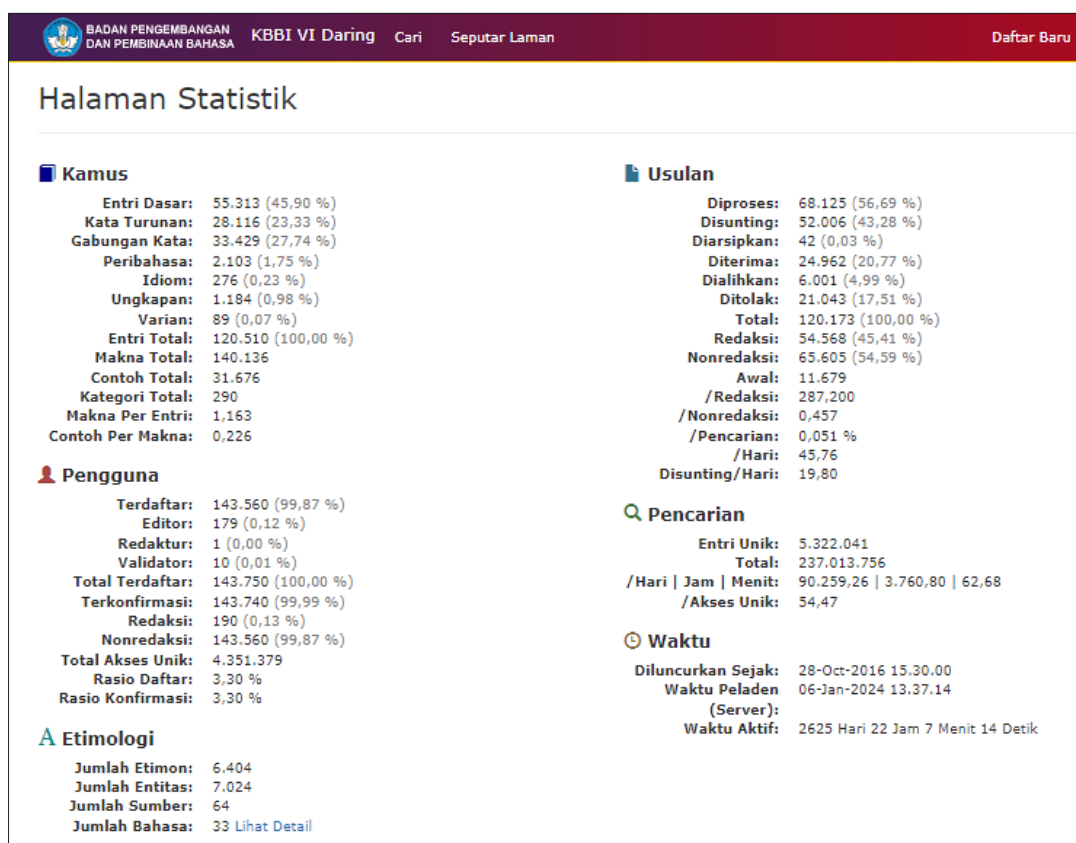 BADAN PENGEMBANGAN
DAN PEMBINAAN BAHASA
KBBI VI Daring Cari Seputar Laman Daftar Baru
Halaman Statistik
Kamus
Entri Dasar: 55.313 (45,90 %)
Kata Turunan: 28.116 (23,33 %)
Gabungan Kata: 33.429 (27,74 %)
Peribahasa: 2.103 (1,75 %)
Idiom: 276 (0,23 %)
Ungkapan: 1.184 (0,98 %)
Varian: 89 (0,07 %)
Entri Total: 120.510 (100,00 %)
Makna Total: 140.136
Contoh Total: 31.676
Kategori Total: 290
Makna Per Entri: 1,163
Contoh Per Makna: 0,226
Pengguna
Terdaftar: 143.560 (99,87 %)
Editor: 179 (0,12 %)
Redaktur: 1 (0,00 %)
Validator: 10 (0,01 %)
Total Terdaftar: 143.750 (100,00 %)
Terkonfirmasi: 143.740 (99,99 %)
Redaksi: 190 (0,13 %)
Nonredaksi: 143.560 (99,87 %)
Total Akses Unik: 4.351.379
Rasio Daftar: 3,30 %
Rasio Konfirmasi: 3,30 %
A Etimologi
Jumlah Etimon: 6.404
Jumlah Entitas: 7.024
Jumlah Sumber: 64
Jumlah Bahasa: 33 Lihat Detail
Usulan
Diproses: 68.125 (56,69 %)
Disunting: 52.006 (43,28 %)
Diarsipkan: 42 (0,03 %)
Diterima: 24.962 (20,77 %)
Dialihkan: 6.001 (4,99 %)
Ditolak: 21.043 (17,51 %)
Total: 120.173 (100,00 %)
Redaksi: 54.568 (45,41 %)
Nonredaksi: 65.605 (54,59 %)
Awal: 11.679
/Redaksi: 287,200
/Nonredaksi: 0,457
/Pencarian: 0,051 %
/Hari: 45,76
Disunting/Hari: 19,80
Pencarian
Entri Unik: 5.322.041
Total: 237.013.756
/Hari | Jam | Menit: 90.259,26 | 3.760,80 | 62,68
/Akses Unik: 54,47
Waktu
Diluncurkan Sejak: 28-Oct-2016 15.30.00
Waktu Peladen 06-Jan-2024 13.37.14
(Server):
Waktu Aktif: 2625 Hari 22 Jam 7 Menit 14 Detik